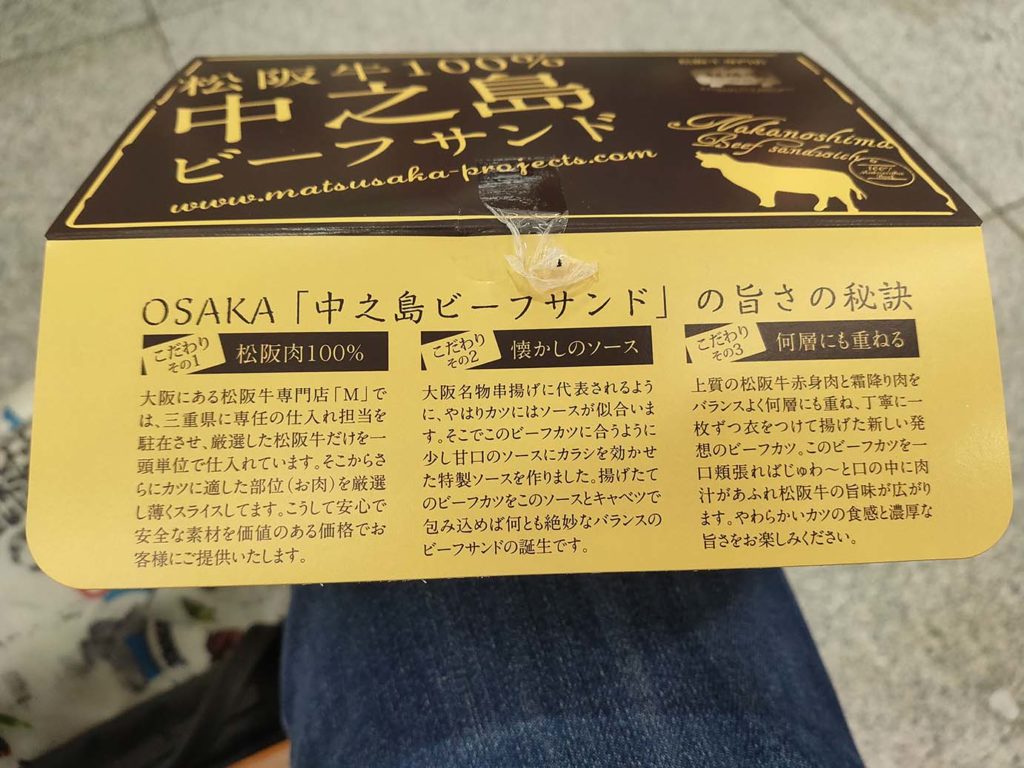 松阪牛100%
中之島
ビーフサンド
www.matsusaka-projects.com
松阪牛専門店
Nakanoshima
Beef sandwich
OSAKA「中之島ビーフサンド」の旨さの秘訣
こだわり
その1
松阪肉100%
大阪にある松阪牛専門店「M」で
は、三重県に専任の仕入れ担当を
駐在させ、厳選した松阪牛だけを一
頭単位で仕入れています。そこからさ
らにカツに適した部位(お肉)を厳選
し薄くスライスしてます。こうして安心で
安全な素材を価値のある価格でお
客様にご提供いたします。
こだわり
その2
懐かしのソース
大阪名物串揚げに代表されるよう
に、やはりカツにはソースが似合いま
す。そこでこのビーフカツに合うように
少し甘口のソースにカラシを効かせ
た特製ソースを作りました。揚げたて
のビーフカツをこのソースとキャベツで
包み込めば何とも絶妙なバランスの
ビーフサンドの誕生です。
こだわり
その3
何層にも重ねる
上質の松阪牛赤身肉と霜降り肉を
バランスよく何層にも重ね、丁寧に一
枚ずつ衣をつけて揚げた新しい発
想のビーフカツ。このビーフカツを一
口頬張ればじゅわ〜と口の中に肉
汁があふれ松阪牛の旨味が広がり
ます。やわらかいカツの食感と濃厚な
旨さをお楽しみください。